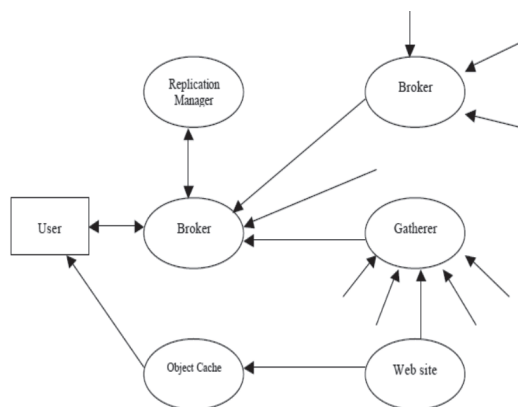 Replication
Manager
Broker
User
Broker
Gatherer
Object Cache
Web site